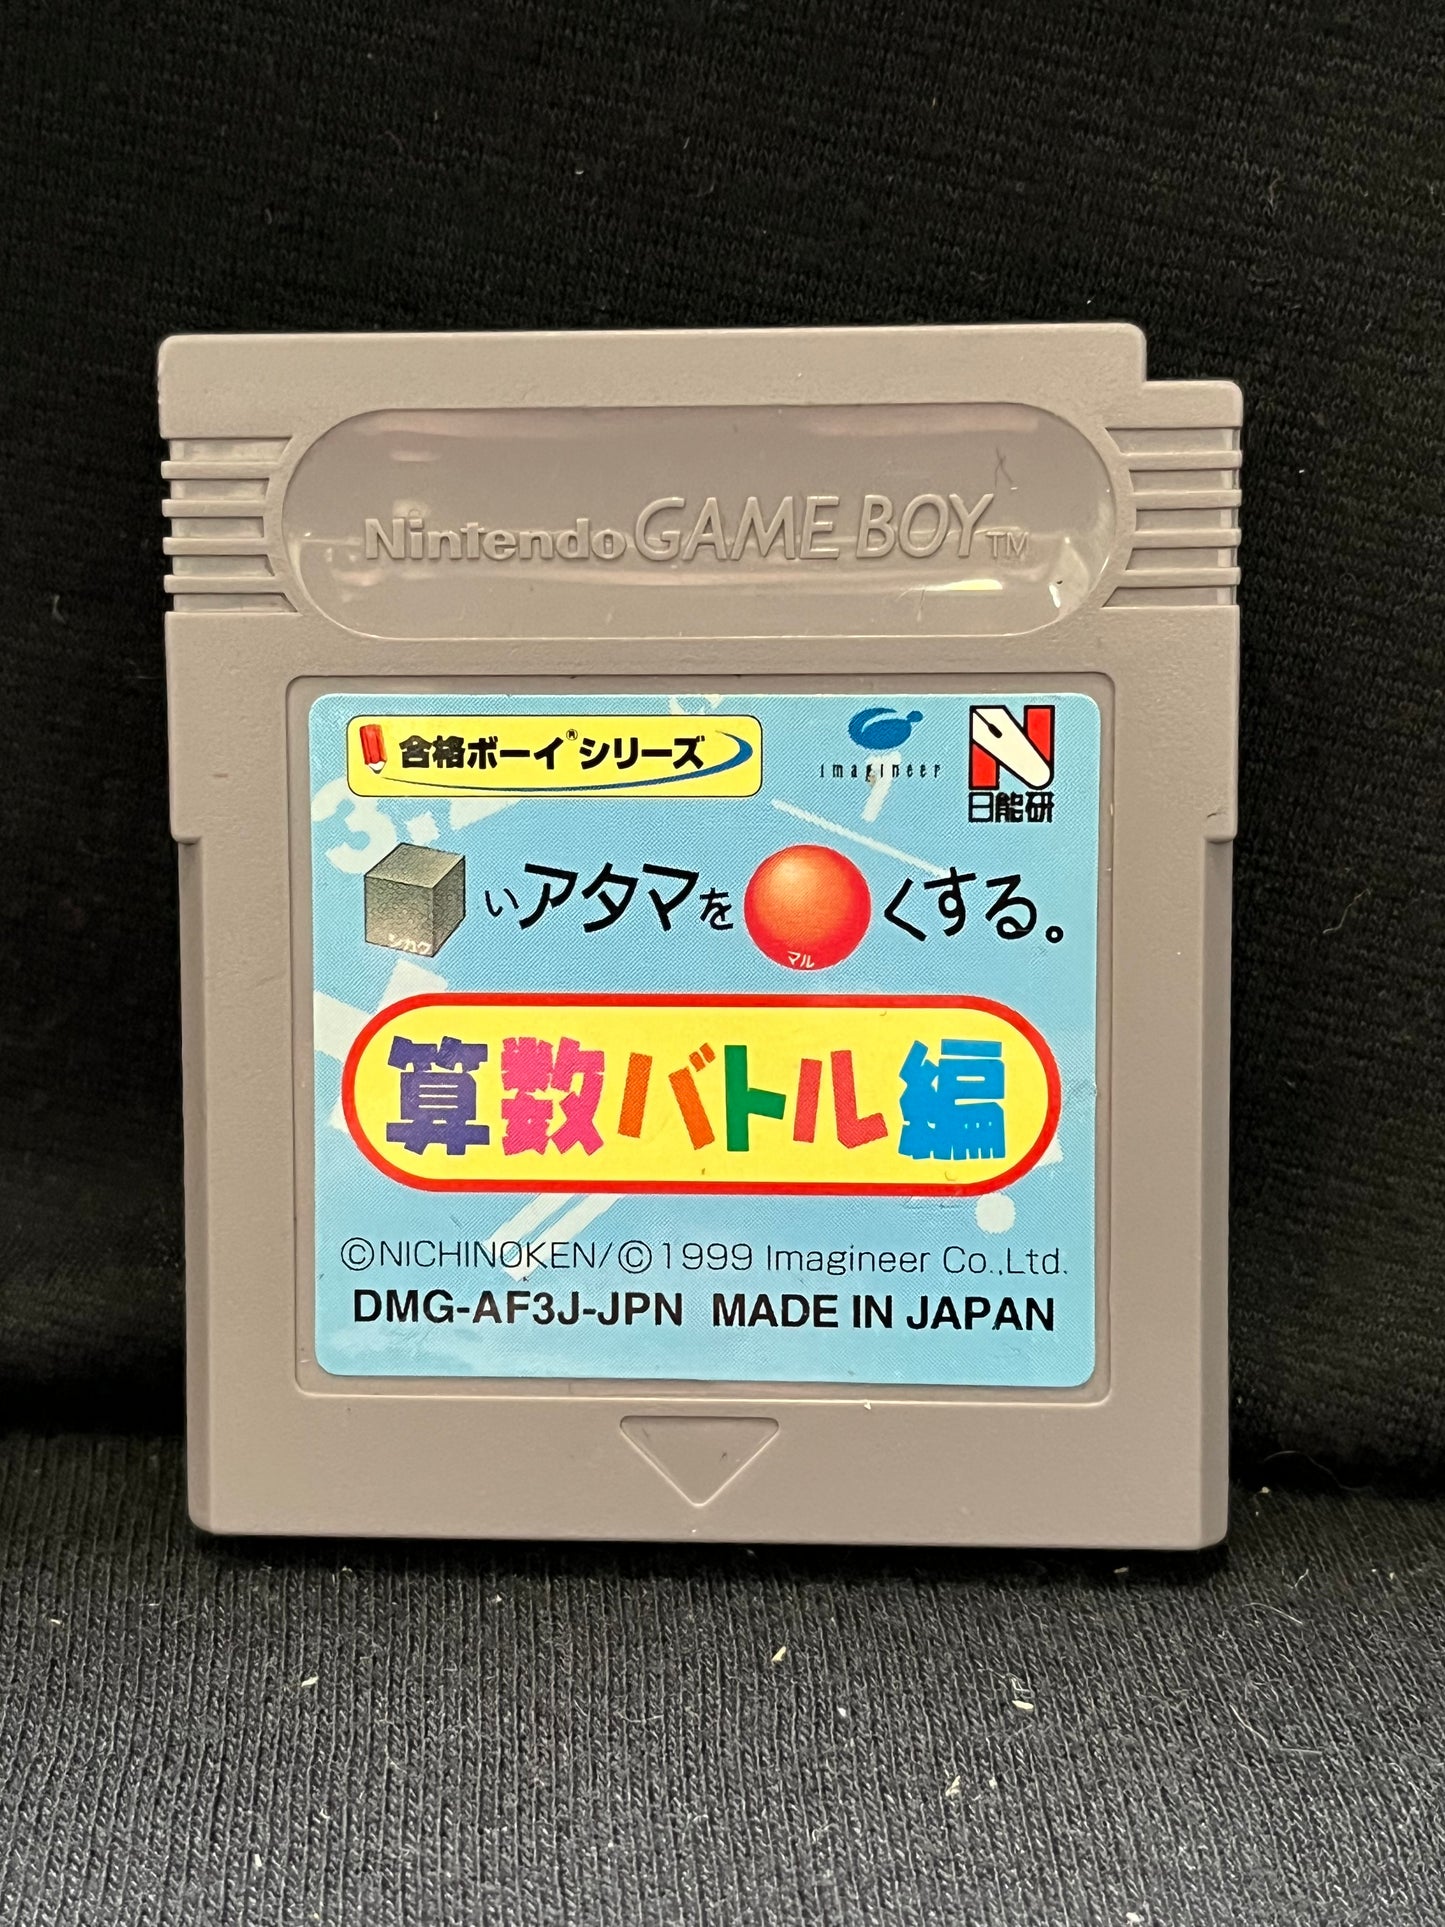 Nintendo GAME BOY™
合格ボーイ®シリーズ
imagineer
N
日能研
シカク
いアタマを
マル
くする。
算数バトル編
©NICHINOKEN/©1999 Imagineer Co.,Ltd.
DMG-AF3J-JPN MADE IN JAPAN